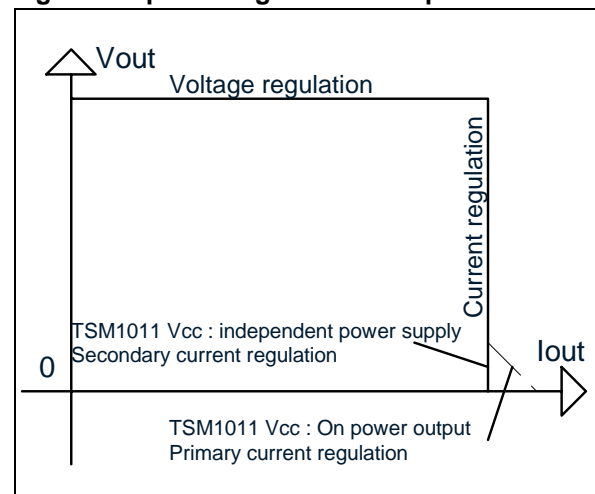 Vout
Voltage regulation
Current regulation
TSM1011 Vcc : independent power supply
Secondary current regulation
Iout
0
TSM1011 Vcc : On power output
Primary current regulation